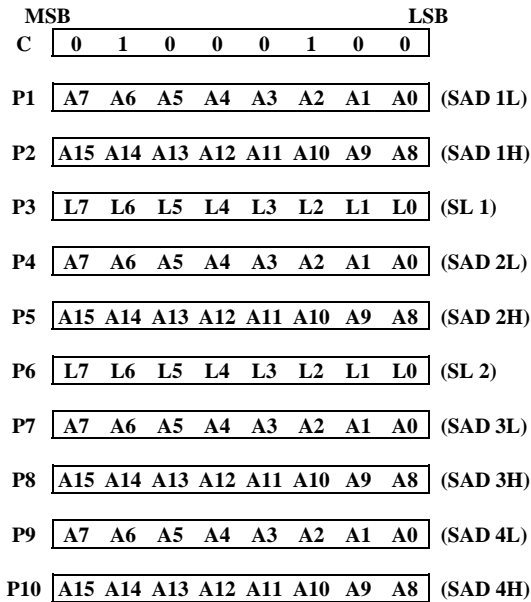 MSB LSB
C 0 1 0 0 0 1 0 0
P1 A7 A6 A5 A4 A3 A2 A1 A0 (SAD 1L)
P2 A15 A14 A13 A12 A11 A10 A9 A8 (SAD 1H)
P3 L7 L6 L5 L4 L3 L2 L1 L0 (SL 1)
P4 A7 A6 A5 A4 A3 A2 A1 A0 (SAD 2L)
P5 A15 A14 A13 A12 A11 A10 A9 A8 (SAD 2H)
P6 L7 L6 L5 L4 L3 L2 L1 L0 (SL 2)
P7 A7 A6 A5 A4 A3 A2 A1 A0 (SAD 3L)
P8 A15 A14 A13 A12 A11 A10 A9 A8 (SAD 3H)
P9 A7 A6 A5 A4 A3 A2 A1 A0 (SAD 4L)
P10 A15 A14 A13 A12 A11 A10 A9 A8 (SAD 4H)